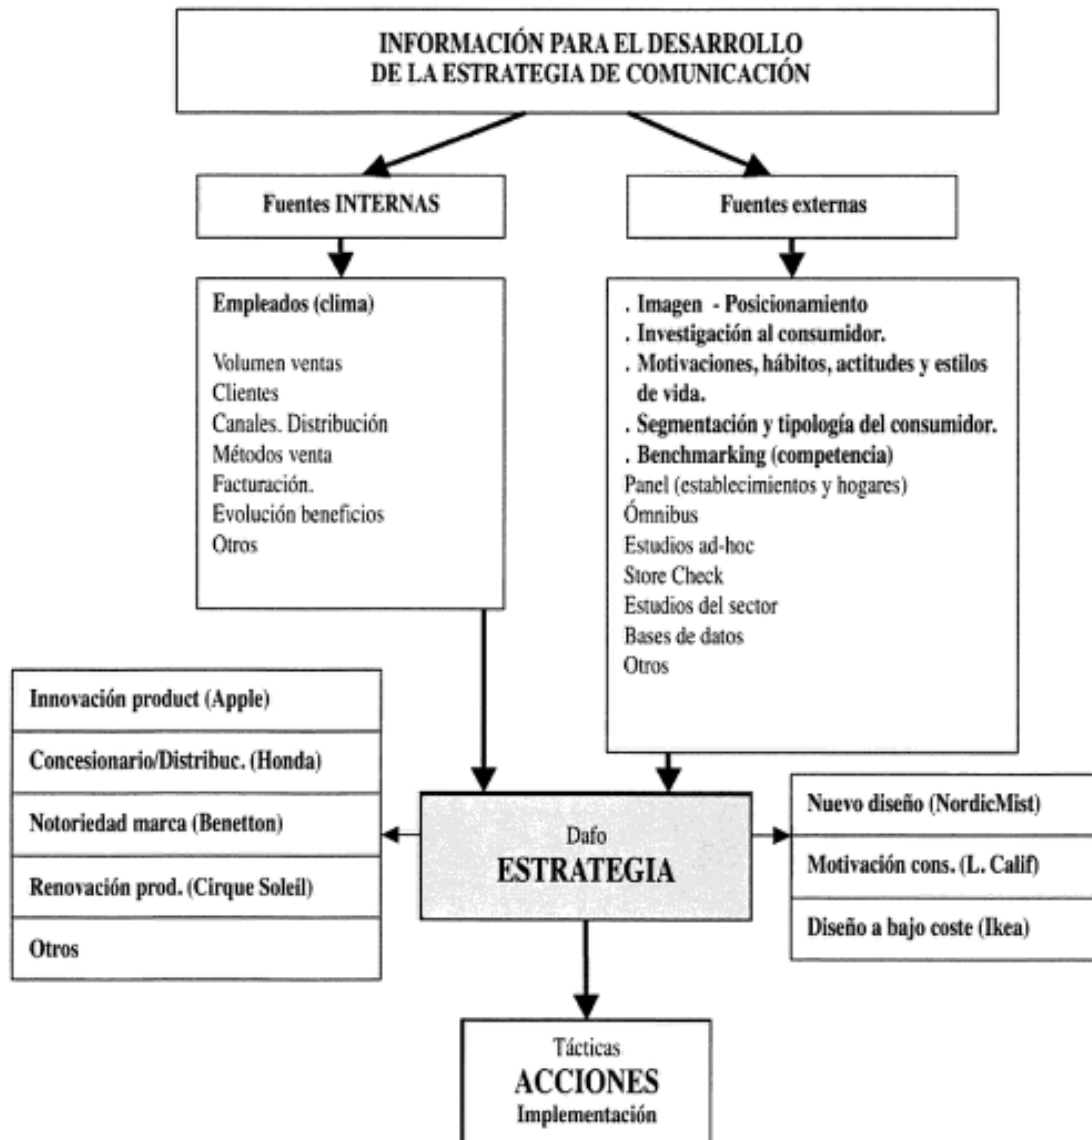 INFORMACIÓN PARA EL DESARROLLO
DE LA ESTRATEGIA DE COMUNICACIÓN
Fuentes INTERNAS
Fuentes externas
Empleados (clima)
Volumen ventas
Clientes
Canales. Distribución
Métodos venta
Facturación.
Evolución beneficios
Otros
. Imagen - Posicionamiento
. Investigación al consumidor.
. Motivaciones, hábitos, actitudes y estilos
de vida.
. Segmentación y tipología del consumidor.
. Benchmarking (competencia)
Panel (establecimientos y hogares)
Ómnibus
Estudios ad-hoc
Store Check
Estudios del sector
Bases de datos
Otros
Innovación product (Apple)
Concesionario/Distribuc. (Honda)
Notoriedad marca (Benetton)
Renovación prod. (Cirque Soleil)
Otros
Dafo
ESTRATEGIA
Nuevo diseño (NordicMist)
Motivación cons. (L. Calif)
Diseño a bajo coste (Ikea)
Tácticas
ACCIONES
Implementación